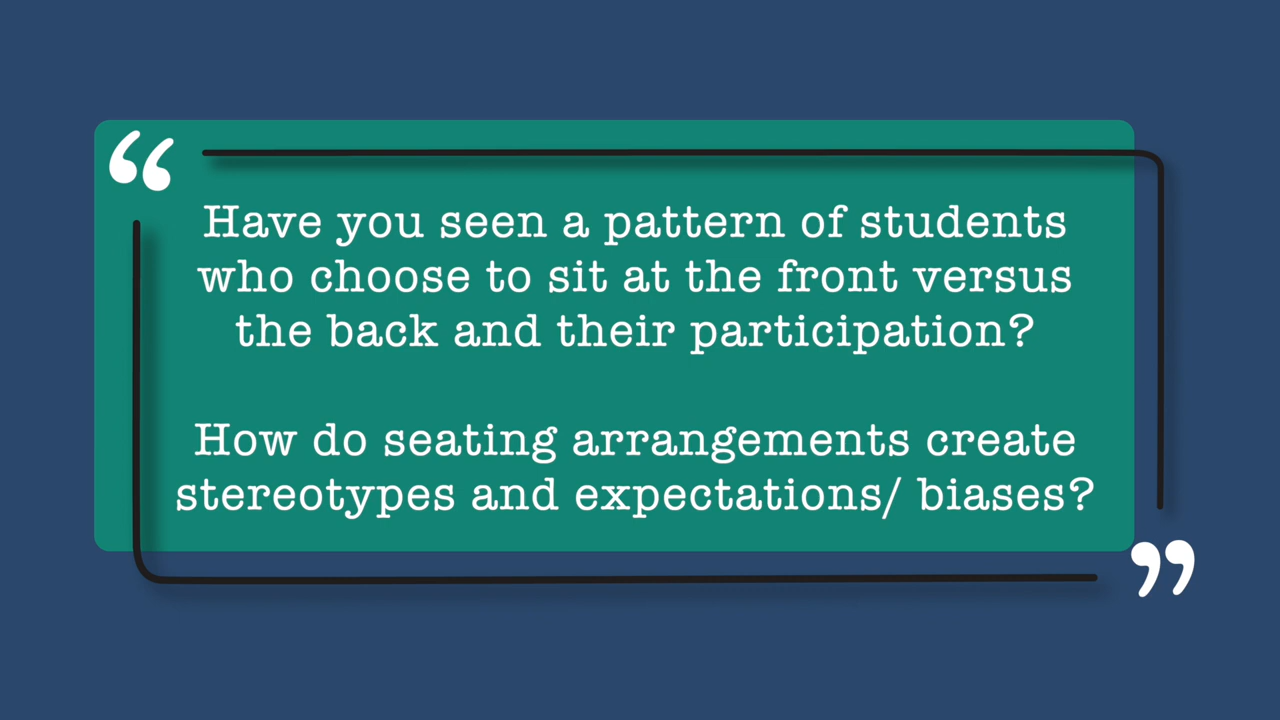 “
Have you seen a pattern of students
who choose to sit at the front versus
the back and their participation?
How do seating arrangements create
stereotypes and expectations/ biases?
”